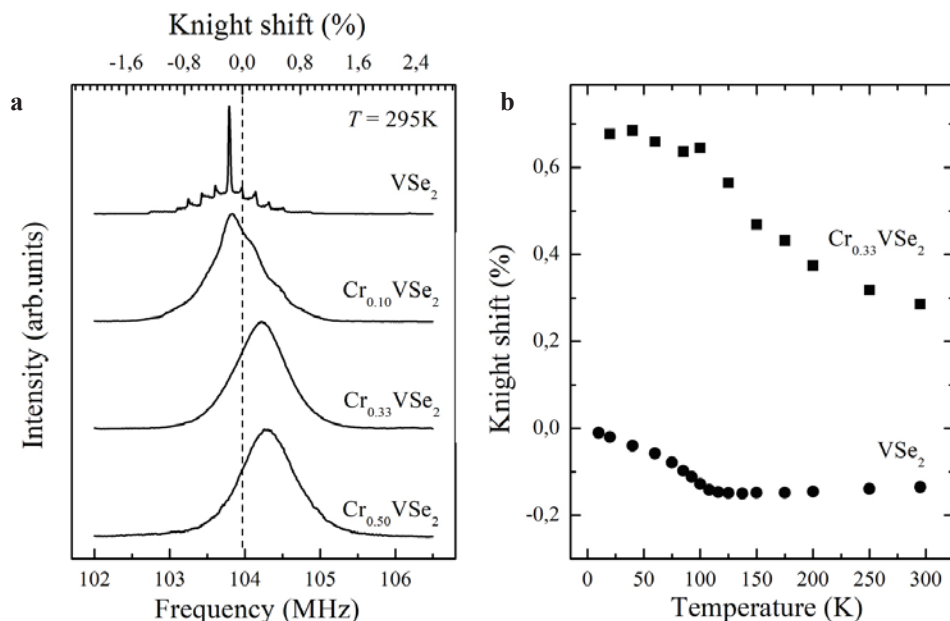 Knight shift (%)
-1,6 -0,8 0,0 0,8 1,6 2,4
a
T = 295K
VSe2
Cr0.10VSe2
Cr0.33VSe2
Cr0.50VSe2
Intensity (arb.units)
102 103 104 105 106
Frequency (MHz)
b
0,6
0,4
0,2
0,0
-0,2
Knight shift (%)
Cr0.33VSe2
VSe2
0 50 100 150 200 250 300
Temperature (K)